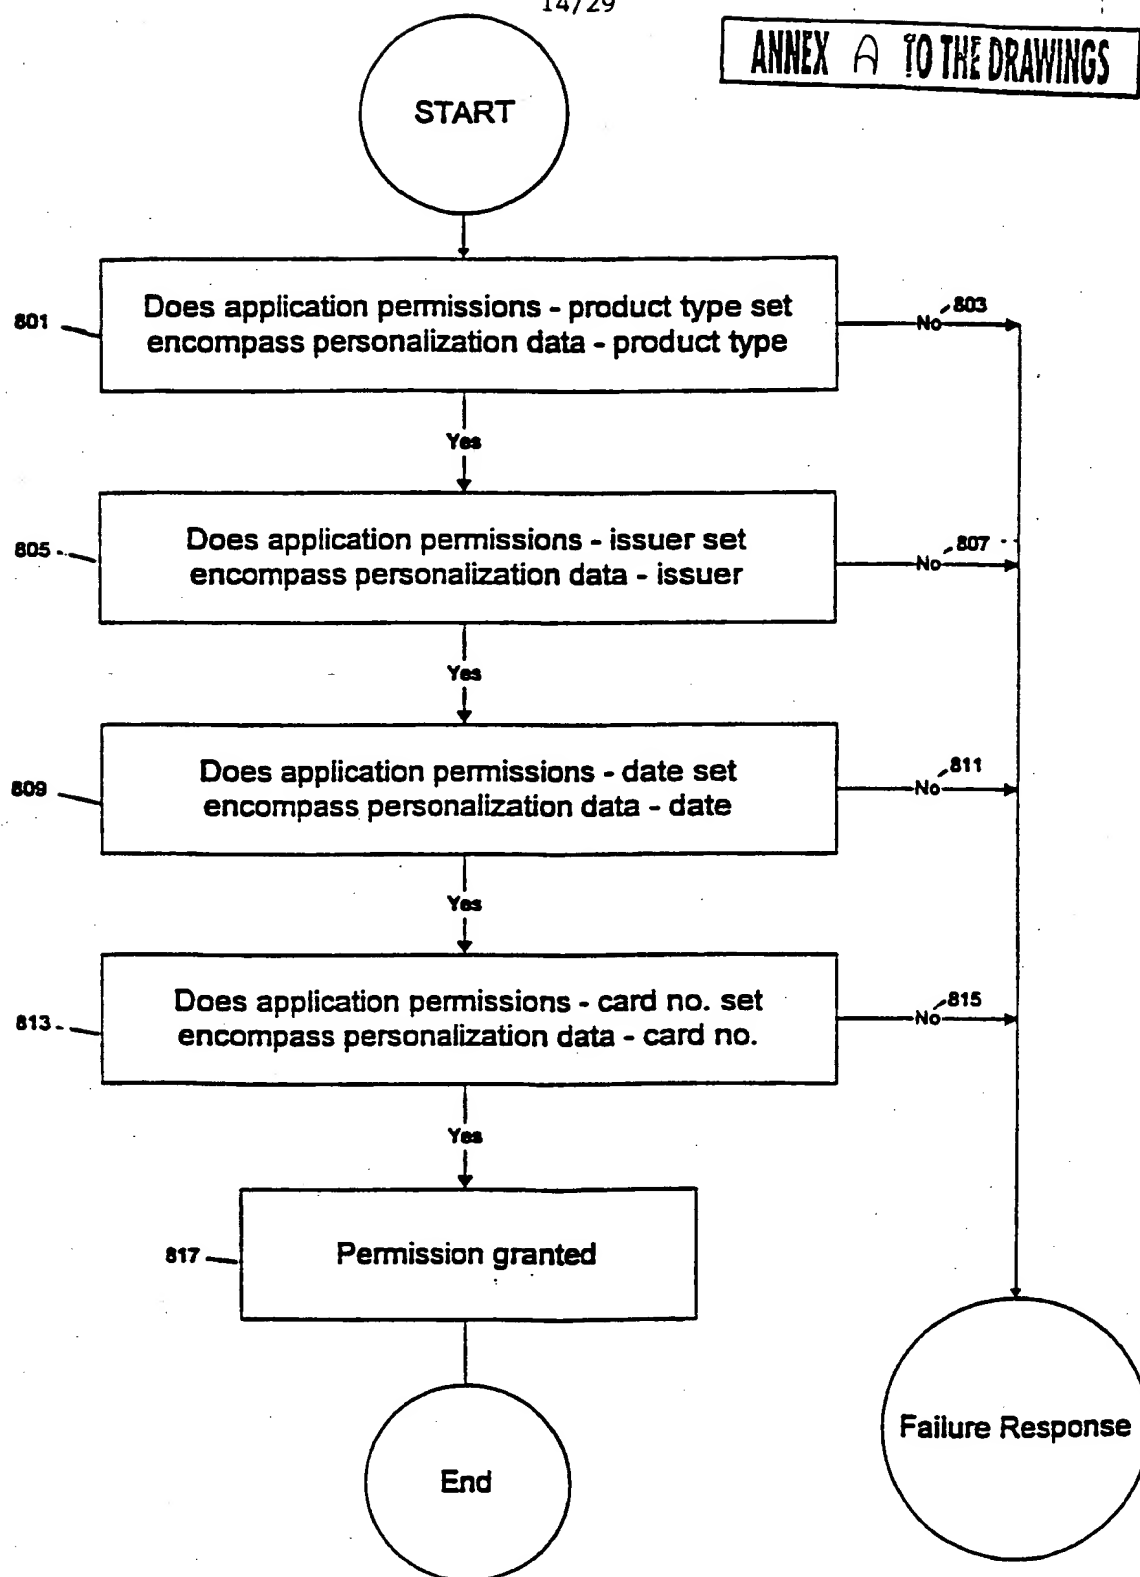 14/29
ANNEX A TO THE DRAWINGS
START
801
Does application permissions - product type set
encompass personalization data - product type
No
803
Yes
805
Does application permissions - issuer set
encompass personalization data - issuer
No
807
Yes
809
Does application permissions - date set
encompass personalization data - date
No
811
Yes
813
Does application permissions - card no. set
encompass personalization data - card no.
No
815
Yes
817
Permission granted
Failure Response
End